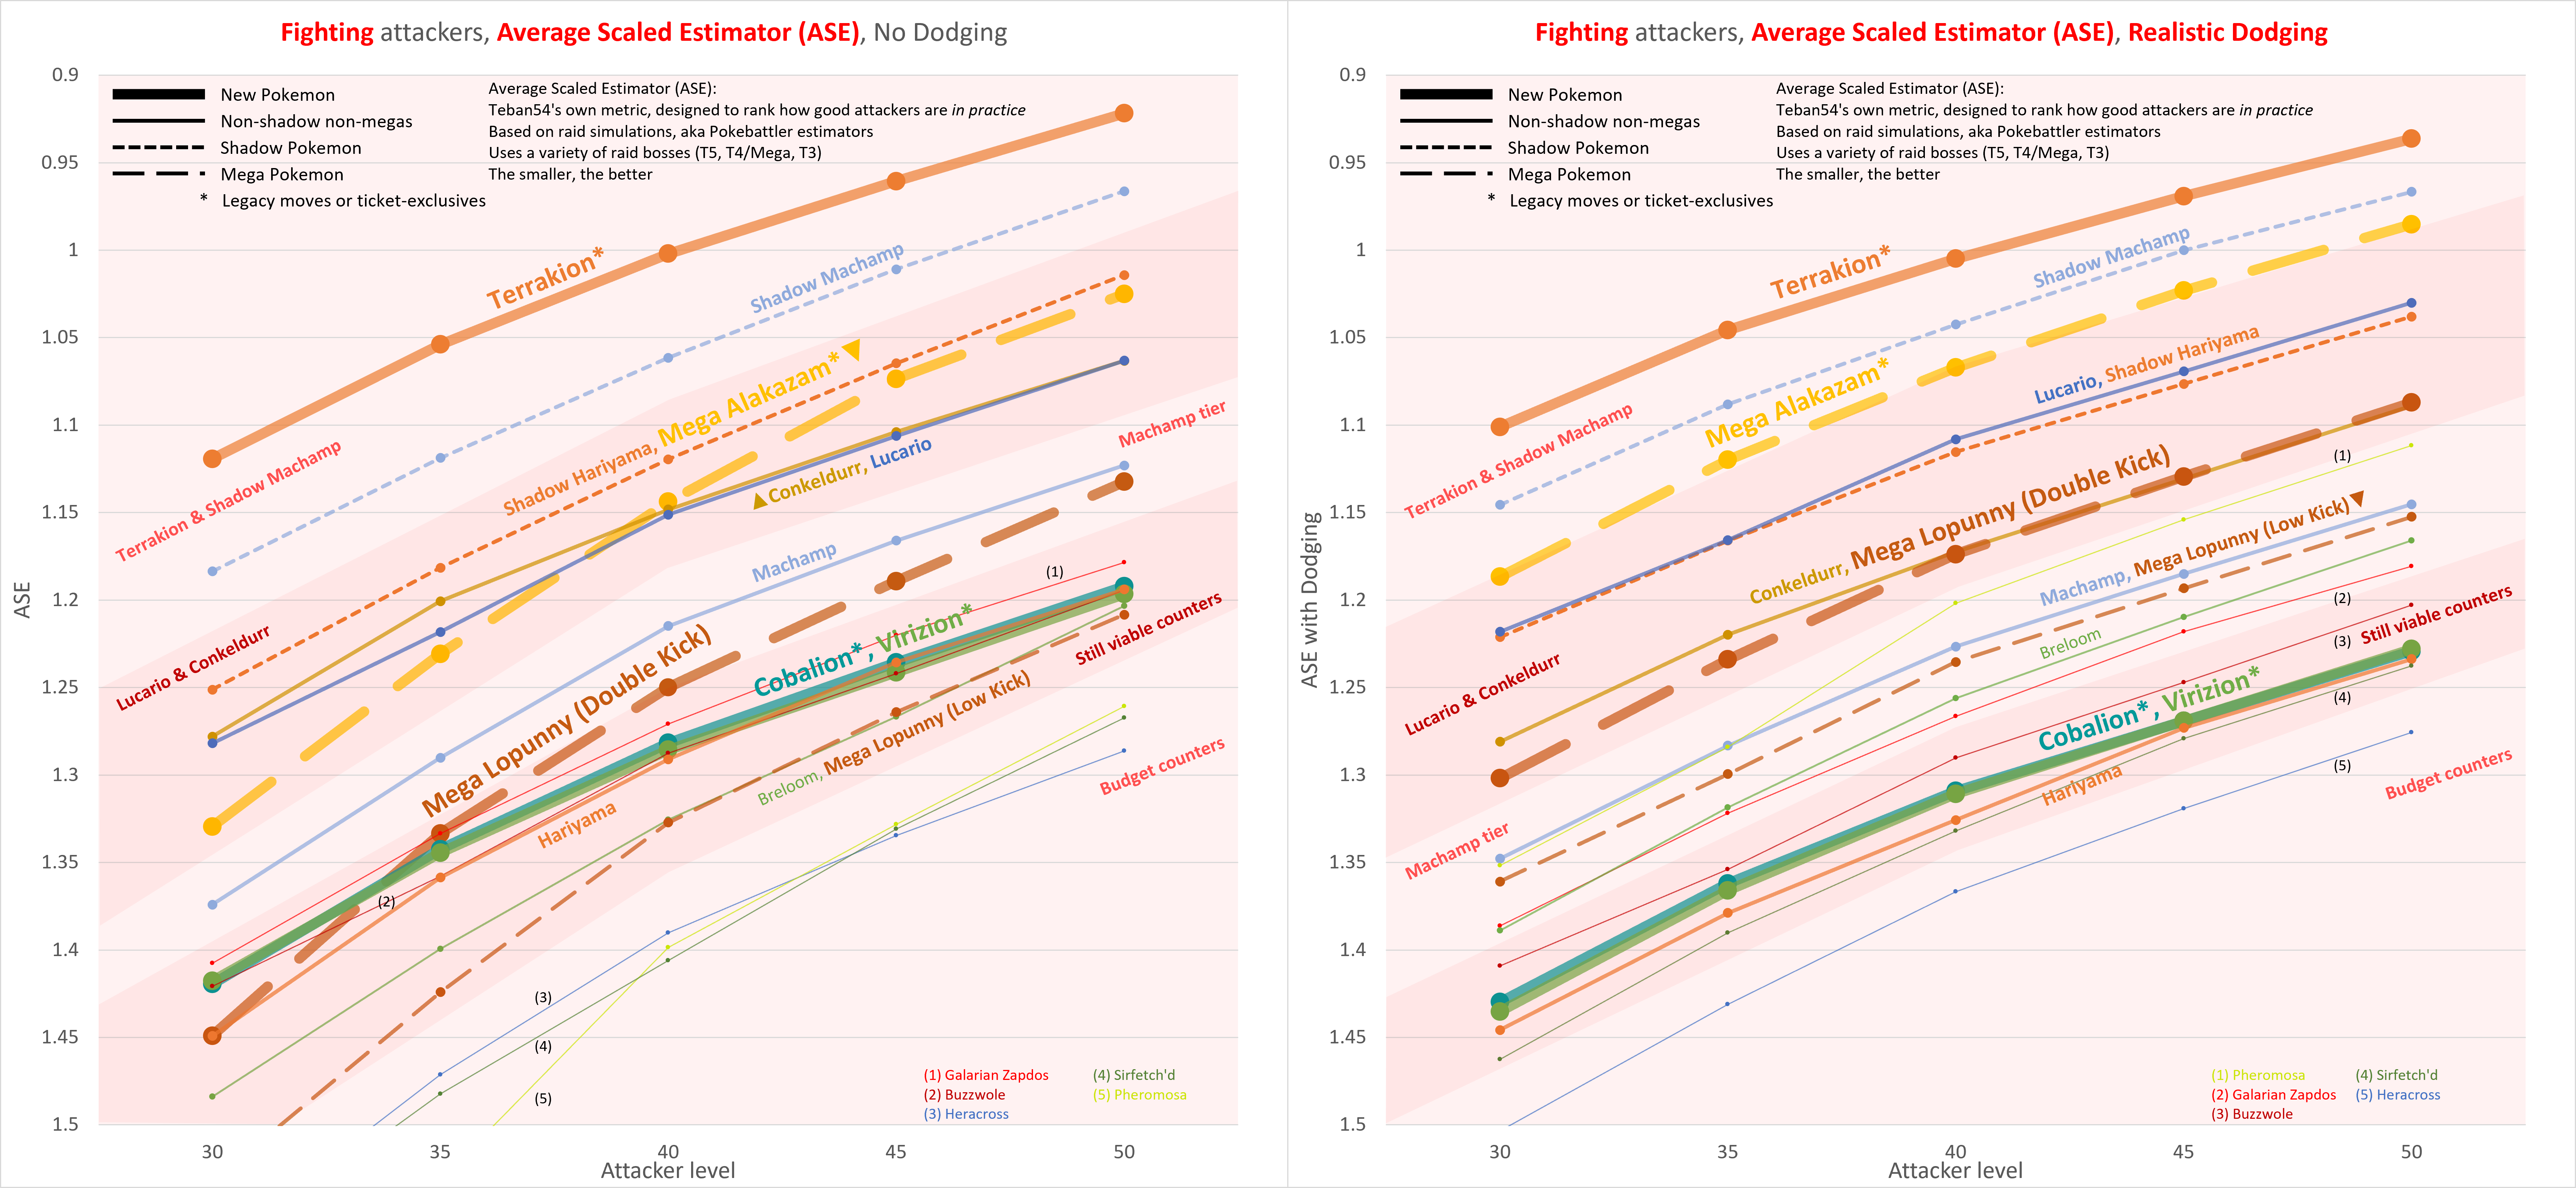 Fighting attackers, Average Scaled Estimator (ASE), No Dodging
New Pokemon
Non-shadow non-megas
Shadow Pokemon
Mega Pokemon
* Legacy moves or ticket-exclusives
Average Scaled Estimator (ASE):
Teban54's own metric, designed to rank how good attackers are in practice
Based on raid simulations, aka Pokebattler estimators
Uses a variety of raid bosses (T5, T4/Mega, T3)
The smaller, the better
0.9
0.95
1
1.05
1.1
1.15
1.2
1.25
1.3
1.35
1.4
1.45
1.5
ASE
Terrakion*
Shadow Machamp
Terrakion & Shadow Machamp
Shadow Hariyama, Mega Alakazam*
Conkeldurr, Lucario
Machamp tier
Machamp
Lucario & Conkeldurr
Mega Lopunny (Double Kick)
(1)
Cobalion*, Virizion*
Still viable counters
Hariyama
Breloom, Mega Lopunny (Low Kick)
Budget counters
(2)
(3)
(4)
(5)
(1) Galarian Zapdos
(2) Buzzwole
(3) Heracross
(4) Sirfetch'd
(5) Pheromosa
30
35
40
45
50
Attacker level
Fighting attackers, Average Scaled Estimator (ASE), Realistic Dodging
New Pokemon
Non-shadow non-megas
Shadow Pokemon
Mega Pokemon
* Legacy moves or ticket-exclusives
Average Scaled Estimator (ASE):
Teban54's own metric, designed to rank how good attackers are in practice
Based on raid simulations, aka Pokebattler estimators
Uses a variety of raid bosses (T5, T4/Mega, T3)
The smaller, the better
0.9
0.95
1
1.05
1.1
1.15
1.2
1.25
1.3
1.35
1.4
1.45
1.5
ASE with Dodging
Terrakion*
Shadow Machamp
Terrakion & Shadow Machamp
Mega Alakazam*
Lucario, Shadow Hariyama
Conkeldurr, Mega Lopunny (Double Kick)
(1)
Machamp, Mega Lopunny (Low Kick)
Lucario & Conkeldurr
Breloom
(2)
(3)
Still viable counters
Cobalion*, Virizion*
(4)
Hariyama
(5)
Budget counters
Machamp tier
(1) Pheromosa
(2) Galarian Zapdos
(3) Buzzwole
(4) Sirfetch'd
(5) Heracross
30
35
40
45
50
Attacker level